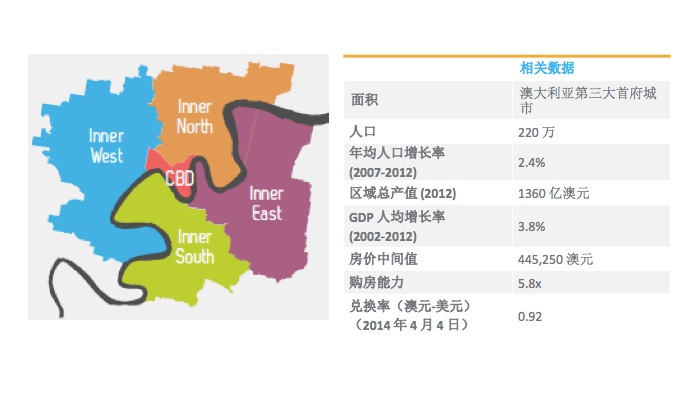 Inner
North
Inner
West
CBD
Inner
East
Inner
South
相关数据
面积
澳大利亚第三大首府城
市
人口
220 万
年均人口增长率
(2007-2012)
2.4%
区域总产值 (2012)
1360 亿澳元
GDP 人均增长率
(2002-2012)
3.8%
房价中间值
445,250 澳元
购房能力
5.8x
兑换率（澳元-美元）
（2014 年 4 月 4 日）
0.92